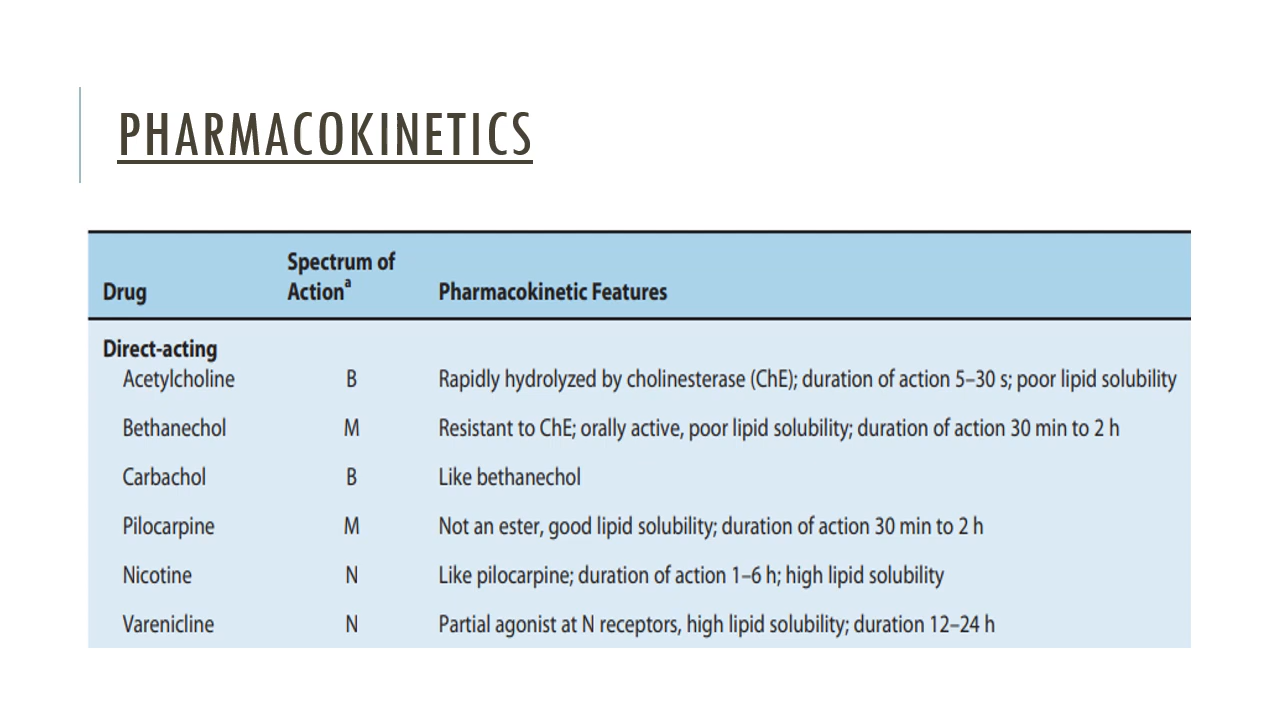 PHARMACOKINETICS
Spectrum of
Drug Actionᵃ Pharmacokinetic Features
Direct-acting
Acetylcholine B Rapidly hydrolyzed by cholinesterase (ChE); duration of action 5–30 s; poor lipid solubility
Bethanechol M Resistant to ChE; orally active, poor lipid solubility; duration of action 30 min to 2 h
Carbachol B Like bethanechol
Pilocarpine M Not an ester, good lipid solubility; duration of action 30 min to 2 h
Nicotine N Like pilocarpine; duration of action 1–6 h; high lipid solubility
Varenicline N Partial agonist at N receptors, high lipid solubility; duration 12–24 h